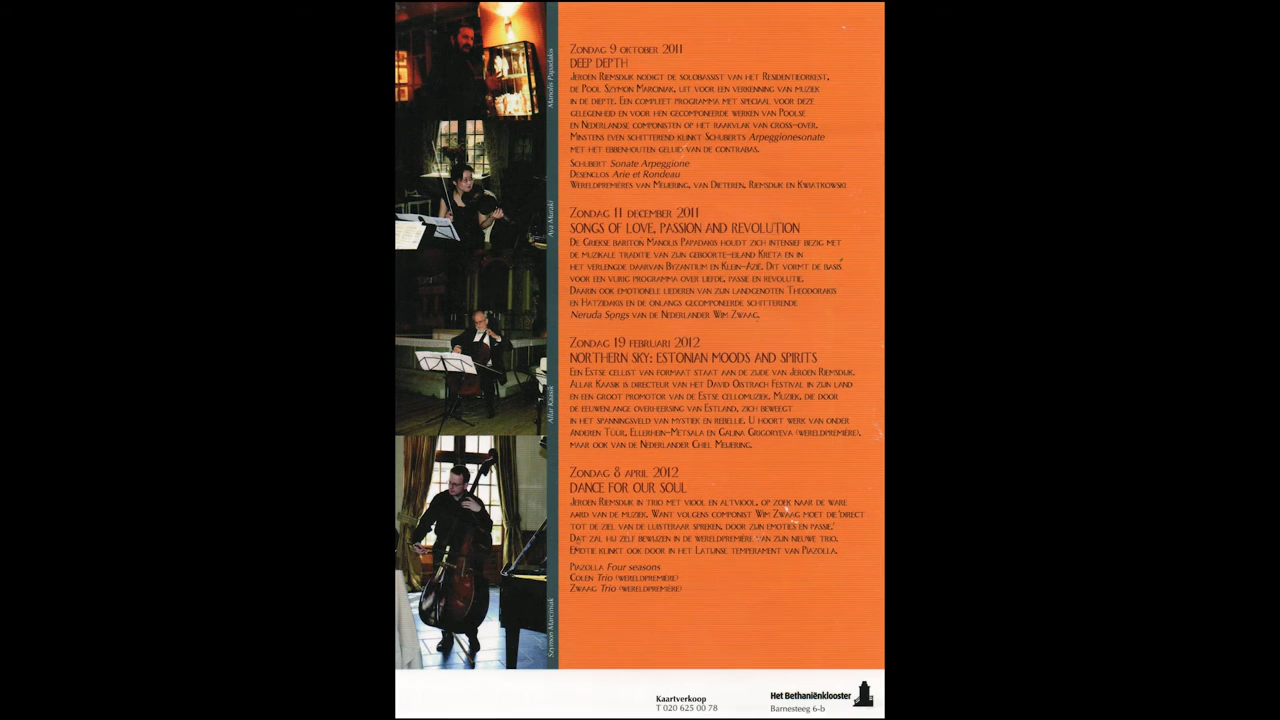 Manolis Papadakis
Aya Muraki
Allar Kaasik
Szymon Marciniak
Zondag 9 oktober 2011
DEEP DEPTH
Jeroen Riemsdijk nodigt de solobassist van het Residentieorkest,
de Pool Szymon Marciniak, uit voor een verkenning van muziek
in de diepte. Een compleet programma met speciaal voor deze
gelegenheid en voor hen gecomponeerde werken van Poolse
en Nederlandse componisten op het raakvlak van cross-over.
Minstens even schitterend klinkt Schuberts Arpeggionesonate
met het ebbenhouten geluid van de contrabas.
Schubert Sonate Arpeggione
Desenclos Arie et Rondeau
Wereldpremières van Meijering, van Dieteren, Riemsdijk en Kwiatkowski
Zondag 11 december 2011
SONGS OF LOVE, PASSION AND REVOLUTION
De Griekse bariton Manolis Papadakis houdt zich intensief bezig met
de muzikale traditie van zijn geboorte-eiland Kreta en in
het verlengde daarvan Byzantium en Klein-Azië. Dit vormt de basis
voor een vurig programma over liefde, passie en revolutie.
Daarin ook emotionele liederen van zijn landgenoten Theodorakis
en Hatzidakis en de onlangs gecomponeerde schitterende
Neruda Songs van de Nederlander Wim Zwaag.
Zondag 19 februari 2012
NORTHERN SKY: ESTONIAN MOODS AND SPIRITS
Een Estse cellist van formaat staat aan de zijde van Jeroen Riemsdijk.
Allar Kaasik is directeur van het David Oistrach Festival in zijn land
en een groot promotor van de Estse cellomuziek. Muziek, die door
de eeuwenlange overheersing van Estland, zich beweegt
in het spanningsveld van mystiek en rebellie. U hoort werk van onder
anderen Tüür, Ellerhein-Metsala en Galina Grigoryeva (wereldpremière),
maar ook van de Nederlander Chiel Meijering.
Zondag 8 april 2012
DANCE FOR OUR SOUL
Jeroen Riemsdijk in trio met viool en altviool, op zoek naar de ware
aard van de muziek. Want volgens componist Wim Zwaag moet die 'direct
tot de ziel van de luisteraar spreken, door zijn emoties en passie.'
Dat zal hij zelf bewijzen in de wereldpremière van zijn nieuwe trio.
Emotie klinkt ook door in het Latijnse temperament van Piazolla.
Piazolla Four seasons
Colen Trio (wereldpremière)
Zwaag Trio (wereldpremière)
Kaartverkoop
T 020 625 00 78
Het Bethaniënklooster
Barnesteeg 6-b